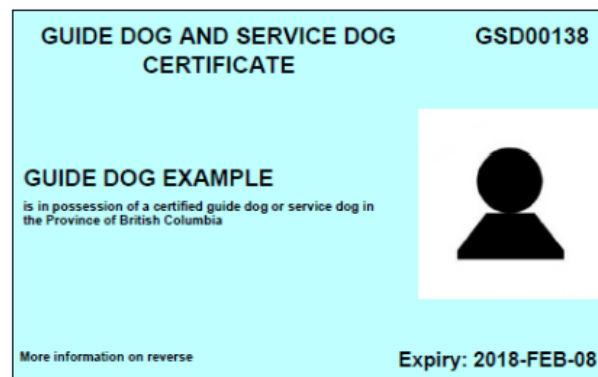 GUIDE DOG AND SERVICE DOG
CERTIFICATE
GSD00138
GUIDE DOG EXAMPLE
is in possession of a certified guide dog or service dog in
the Province of British Columbia
More information on reverse
Expiry: 2018-FEB-08